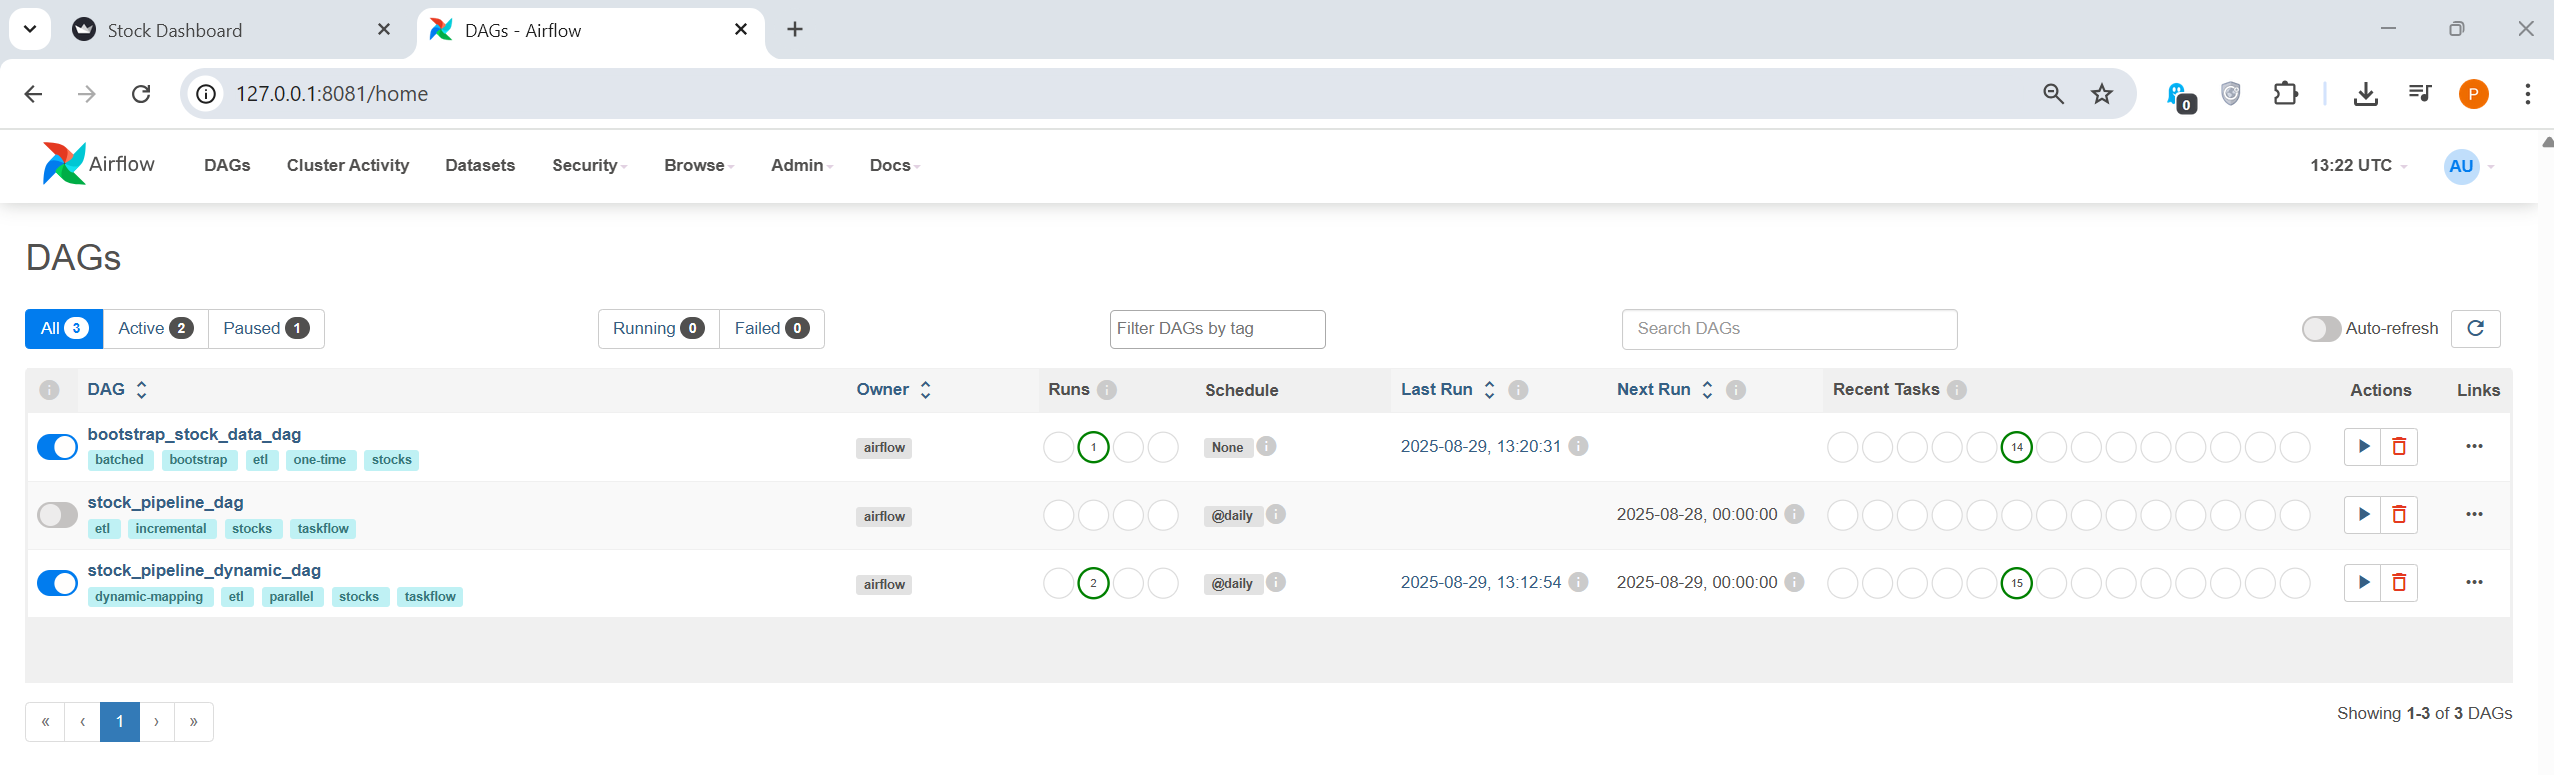 Stock Dashboard
DAGs - Airflow
127.0.0.1:8081/home
0
P
Airflow
DAGs
Cluster Activity
Datasets
Security
Browse
Admin
Docs
13:22 UTC
AU
DAGs
All 3
Active 2
Paused 1
Running 0
Failed 0
Filter DAGs by tag
Search DAGs
Auto-refresh
i DAG Owner Runs i Schedule Last Run i Next Run i Recent Tasks i Actions Links
bootstrap_stock_data_dag
batched bootstrap etl one-time stocks
airflow
1
None i
2025-08-29, 13:20:31 i
14
stock_pipeline_dag
etl incremental stocks taskflow
airflow
@daily i
2025-08-28, 00:00:00 i
stock_pipeline_dynamic_dag
dynamic-mapping etl parallel stocks taskflow
airflow
2
@daily i
2025-08-29, 13:12:54 i
2025-08-29, 00:00:00 i
15
« ‹ 1 › »
Showing 1-3 of 3 DAGs